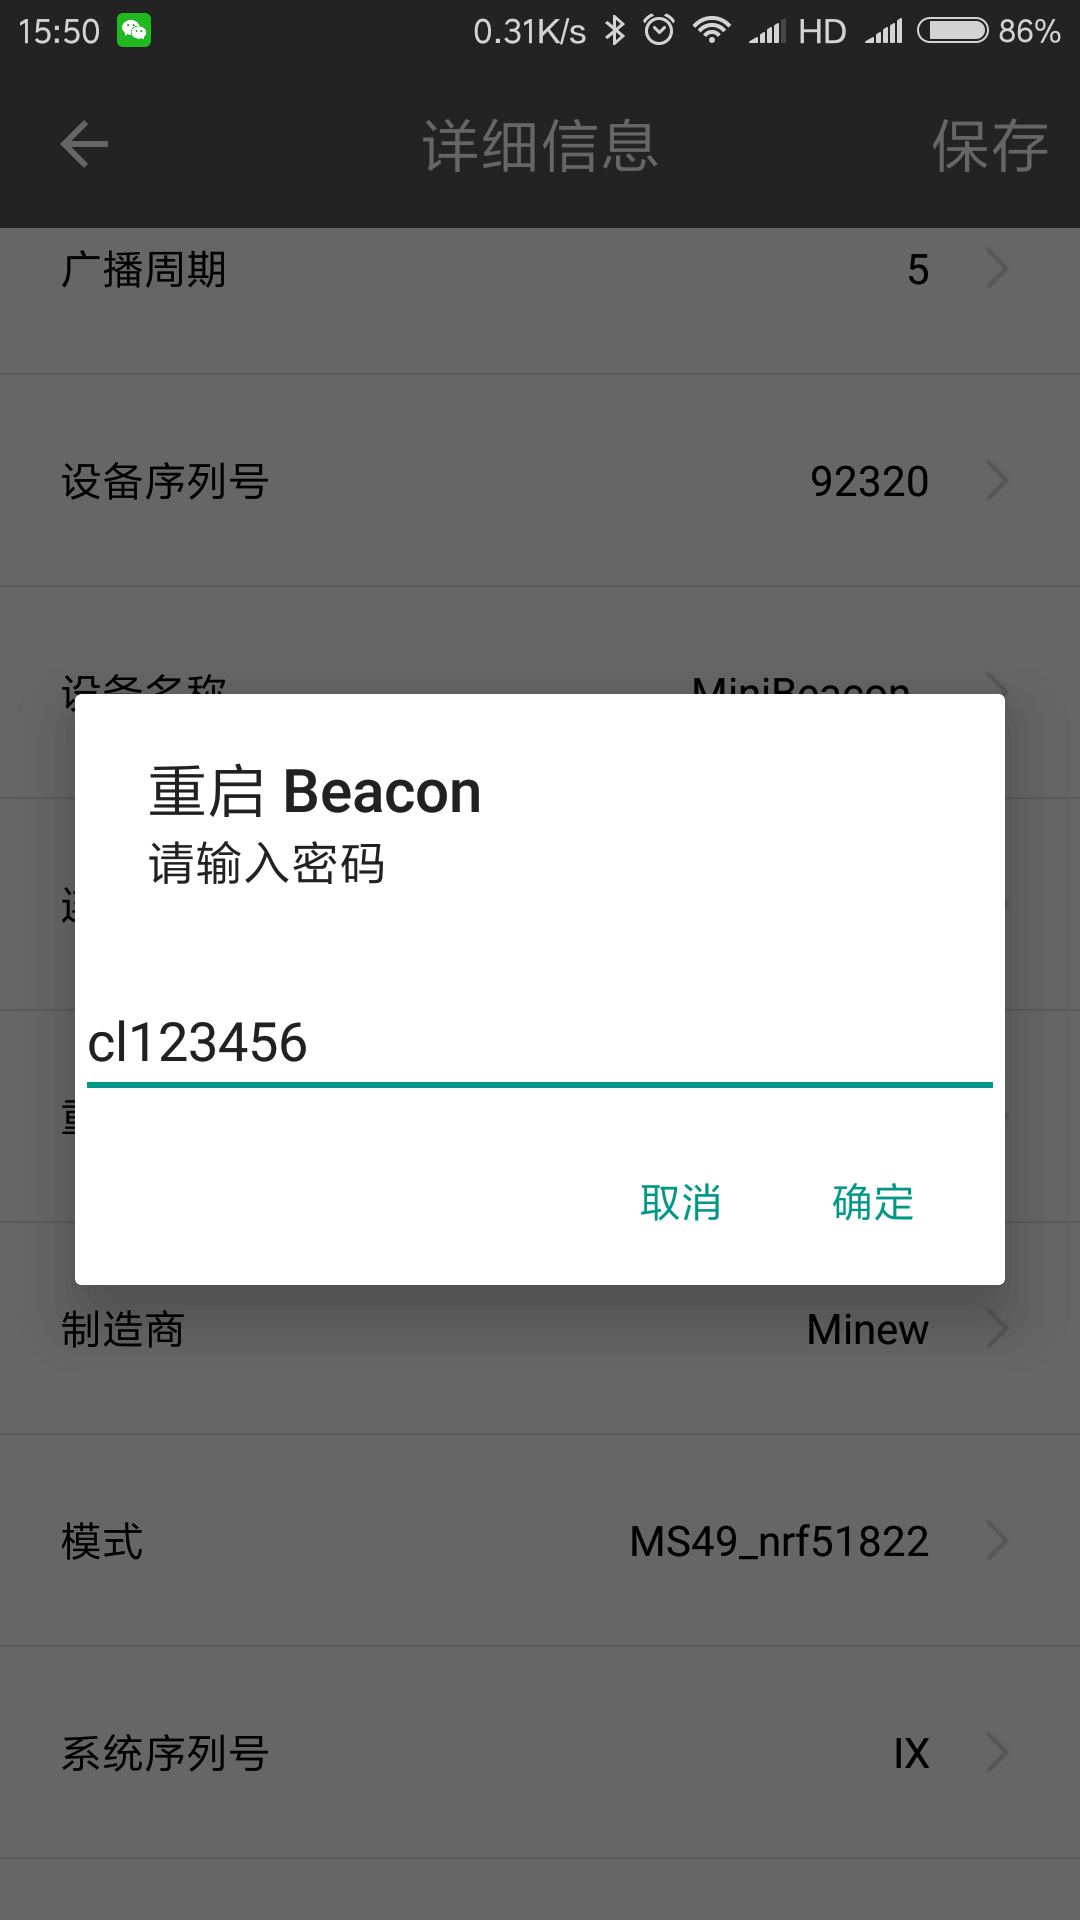 15:50 0.31K/s HD 86%
详细信息 保存
广播周期 5
设备序列号 92320
设备名称 MiniBeacon
重启 Beacon
请输入密码
cl123456
取消 确定
制造商 Minew
模式 MS49_nrf51822
系统序列号 IX